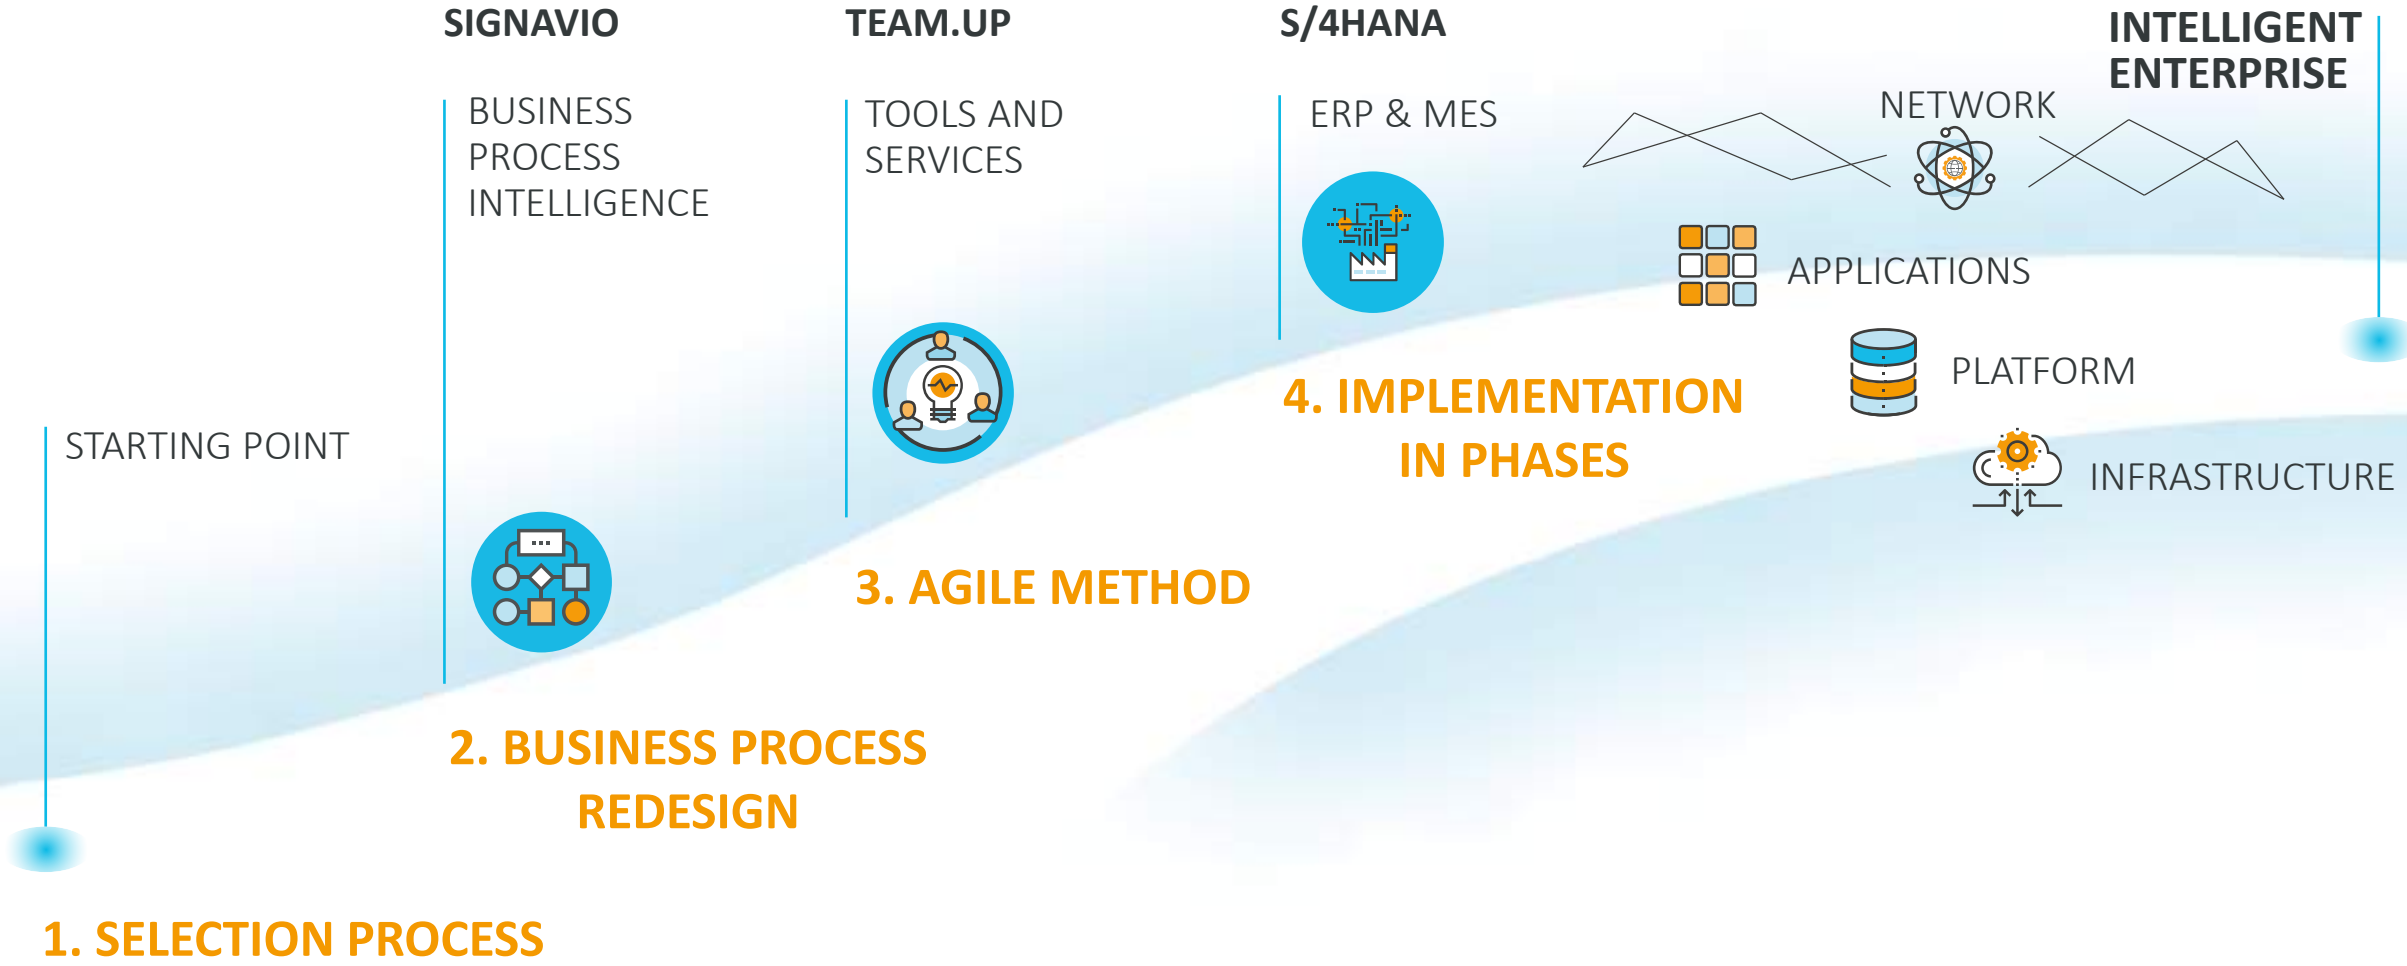 SIGNAVIO
BUSINESS
PROCESS
INTELLIGENCE
TEAM.UP
TOOLS AND
SERVICES
S/4HANA
ERP & MES
INTELLIGENT
ENTERPRISE
NETWORK
APPLICATIONS
PLATFORM
INFRASTRUCTURE
STARTING POINT
4. IMPLEMENTATION
IN PHASES
3. AGILE METHOD
2. BUSINESS PROCESS
REDESIGN
1. SELECTION PROCESS